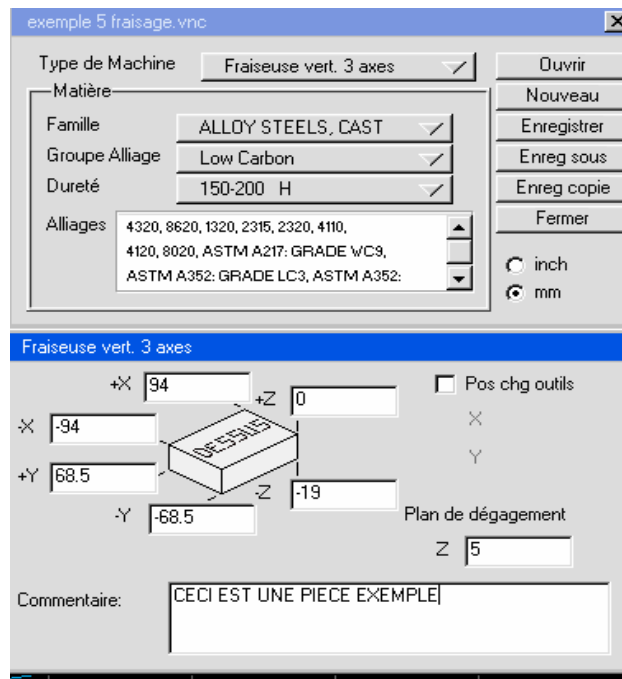 exemple 5 fraisage.vnc
Type de Machine Fraiseuse vert. 3 axes
Ouvrir
Matière
Nouveau
Famille ALLOY STEELS, CAST
Enregistrer
Groupe Alliage Low Carbon
Enreg sous
Dureté 150-200 H
Enreg copie
Alliages 4320, 8620, 1320, 2315, 2320, 4110,
4120, 8020, ASTM A217: GRADE WC9,
ASTM A352: GRADE LC3, ASTM A352:
Fermer
inch
mm
Fraiseuse vert. 3 axes
+X 94
+Z 0
Pos chg outils
-X -94
X
DESSUS
+Y 68.5
Y
-Z -19
-Y -68.5
Plan de dégagement
Z 5
Commentaire: CECI EST UNE PIECE EXEMPLE